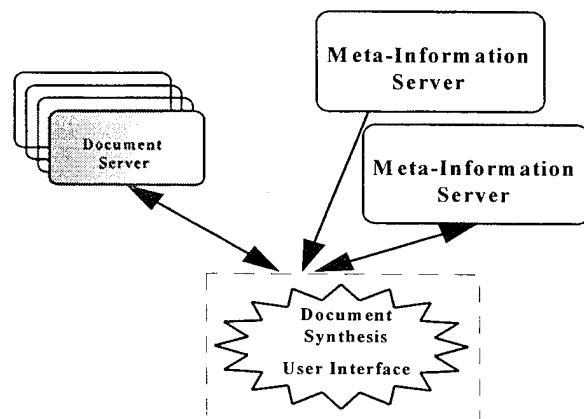 Meta-Information
Server
Document
Server
Meta-Information
Server
Document
Synthesis
User Interface